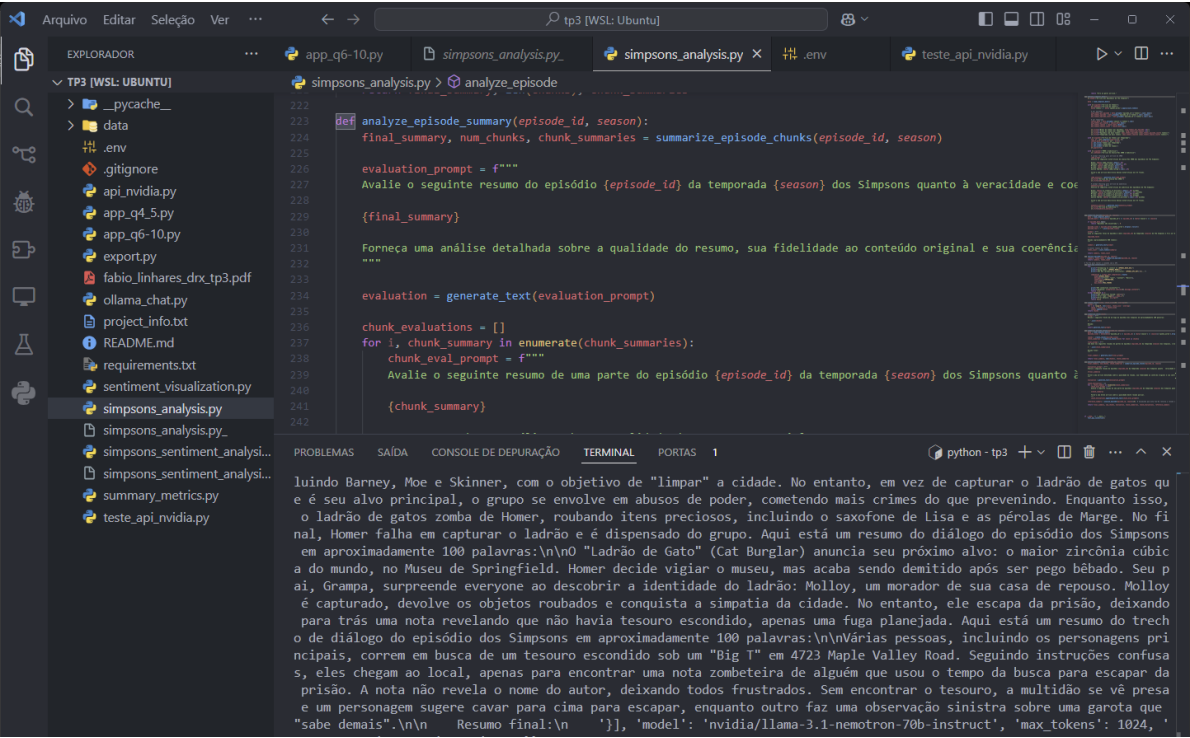 Arquivo Editar Seleção Ver ··· tp3 [WSL: Ubuntu]
EXPLORADOR ···
app_q6-10.py simpsons_analysis.py_ simpsons_analysis.py .env teste_api_nvidia.py
TP3 [WSL: UBUNTU]
simpsons_analysis.py > analyze_episode
__pycache__
data
.env
.gitignore
api_nvidia.py
app_q4_5.py
app_q6-10.py
export.py
fabio_linhares_drx_tp3.pdf
ollama_chat.py
project_info.txt
README.md
requirements.txt
sentiment_visualization.py
simpsons_analysis.py
simpsons_analysis.py_
simpsons_sentiment_analysi...
simpsons_sentiment_analysi...
summary_metrics.py
teste_api_nvidia.py
222
223 def analyze_episode_summary(episode_id, season):
224 final_summary, num_chunks, chunk_summaries = summarize_episode_chunks(episode_id, season)
225
226 evaluation_prompt = f"""
227 Avalie o seguinte resumo do episódio {episode_id} da temporada {season} dos Simpsons quanto à veracidade e coe
228
229 {final_summary}
230
231 Forneça uma análise detalhada sobre a qualidade do resumo, sua fidelidade ao conteúdo original e sua coerência
232 """
233
234 evaluation = generate_text(evaluation_prompt)
235
236 chunk_evaluations = []
237 for i, chunk_summary in enumerate(chunk_summaries):
238 chunk_eval_prompt = f"""
239 Avalie o seguinte resumo de uma parte do episódio {episode_id} da temporada {season} dos Simpsons quanto à
240
241 {chunk_summary}
242
PROBLEMAS SAÍDA CONSOLE DE DEPURAÇÃO TERMINAL PORTAS 1 python - tp3
luindo Barney, Moe e Skinner, com o objetivo de "limpar" a cidade. No entanto, em vez de capturar o ladrão de gatos qu
e é seu alvo principal, o grupo se envolve em abusos de poder, cometendo mais crimes do que prevenindo. Enquanto isso,
o ladrão de gatos zomba de Homer, roubando itens preciosos, incluindo o saxofone de Lisa e as pérolas de Marge. No fi
nal, Homer falha em capturar o ladrão e é dispensado do grupo. Aqui está um resumo do diálogo do episódio dos Simpsons
em aproximadamente 100 palavras:\n\nO "Ladrão de Gato" (Cat Burglar) anuncia seu próximo alvo: o maior zircônia cúbic
a do mundo, no Museu de Springfield. Homer decide vigiar o museu, mas acaba sendo demitido após ser pego bêbado. Seu p
ai, Grampa, surpreende everyone ao descobrir a identidade do ladrão: Molloy, um morador de sua casa de repouso. Molloy
é capturado, devolve os objetos roubados e conquista a simpatia da cidade. No entanto, ele escapa da prisão, deixando
para trás uma nota revelando que não havia tesouro escondido, apenas uma fuga planejada. Aqui está um resumo do trech
o de diálogo do episódio dos Simpsons em aproximadamente 100 palavras:\n\nVárias pessoas, incluindo os personagens pri
ncipais, correm em busca de um tesouro escondido sob um "Big T" em 4723 Maple Valley Road. Seguindo instruções confusa
s, eles chegam ao local, apenas para encontrar uma nota zombeteira de alguém que usou o tempo da busca para escapar da
prisão. A nota não revela o nome do autor, deixando todos frustrados. Sem encontrar o tesouro, a multidão se vê presa
e um personagem sugere cavar para cima para escapar, enquanto outro faz uma observação sinistra sobre uma garota que
"sabe demais".\n\n    Resumo final:\n    '}], 'model': 'nvidia/llama-3.1-nemotron-70b-instruct', 'max_tokens': 1024, '